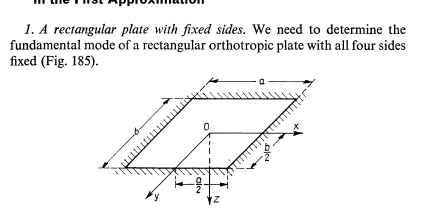 in the First Approximation
1. A rectangular plate with fixed sides. We need to determine the
fundamental mode of a rectangular orthotropic plate with all four sides
fixed (Fig. 185).
a
b
O
x
b
2
a
2
y
z